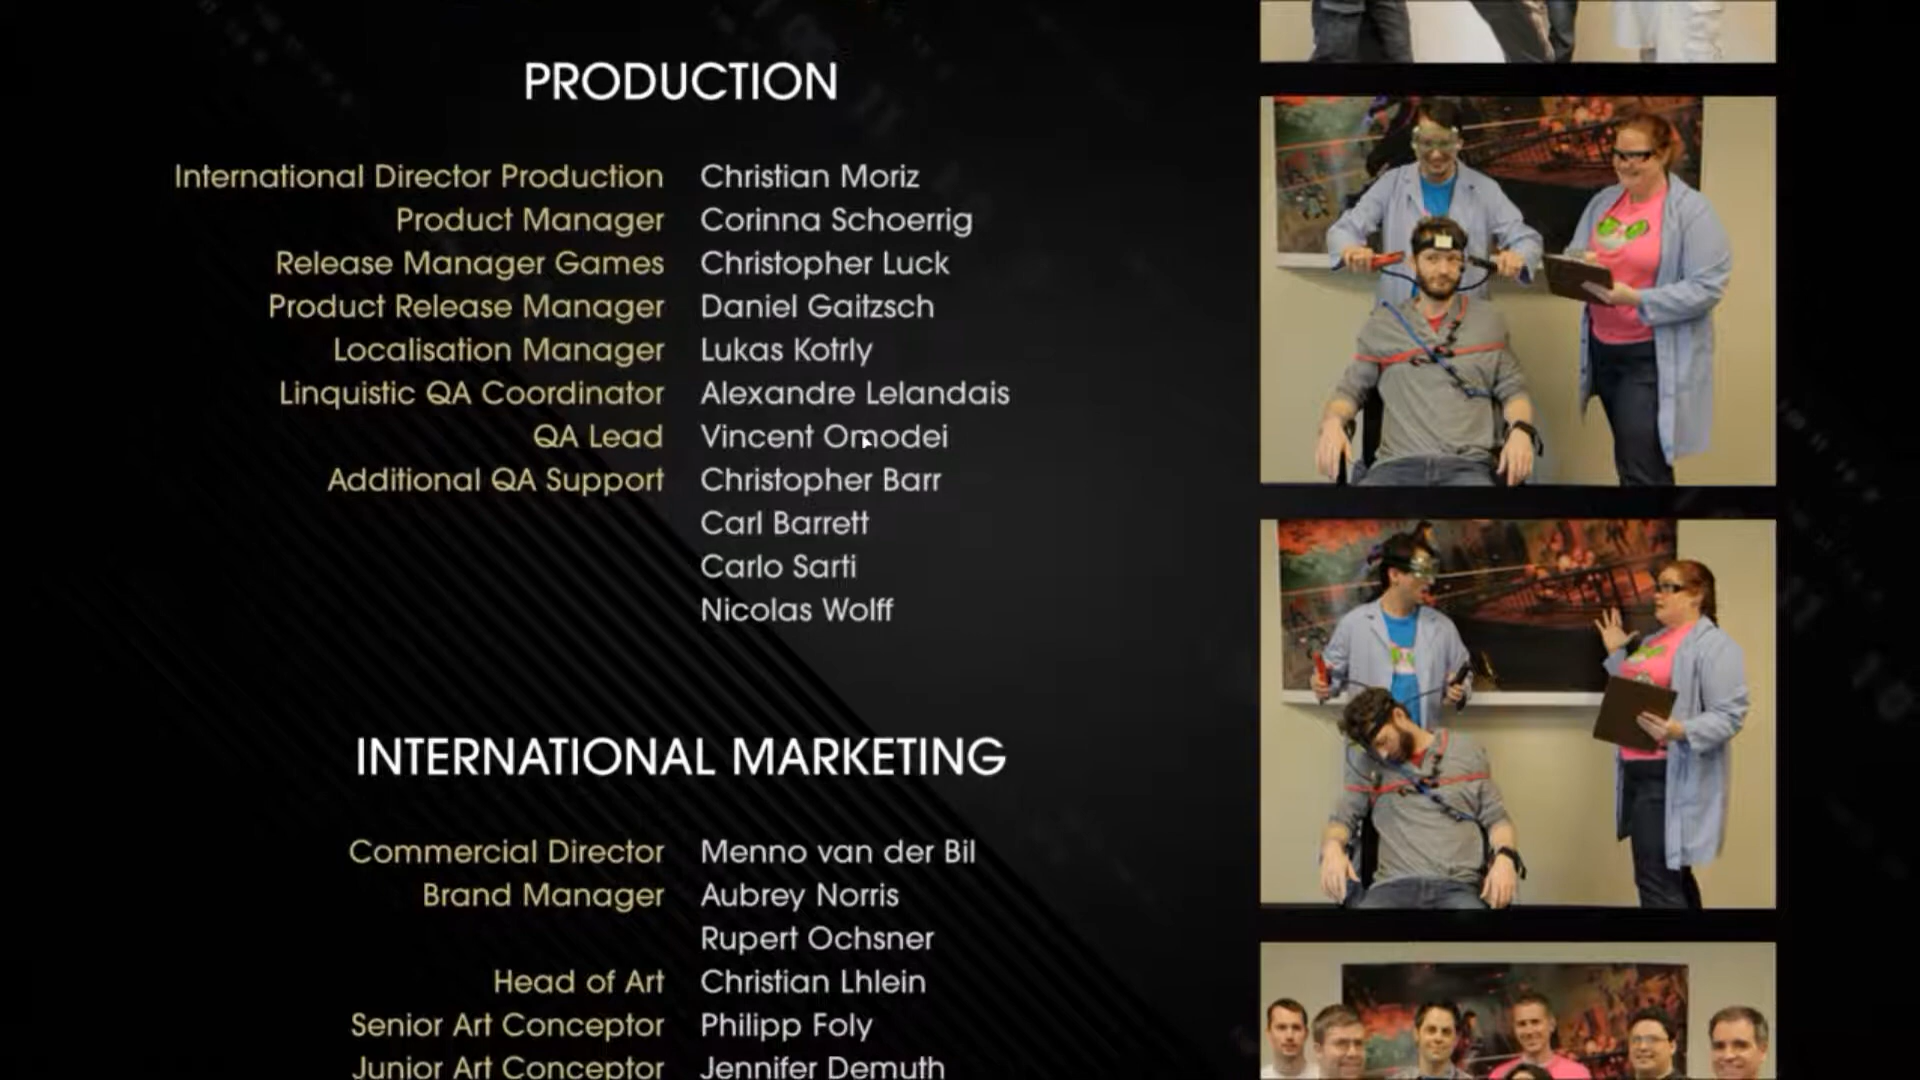 PRODUCTION
International Director Production Christian Moriz
Product Manager Corinna Schoerrig
Release Manager Games Christopher Luck
Product Release Manager Daniel Gaitzsch
Localisation Manager Lukas Kotrly
Linquistic QA Coordinator Alexandre Lelandais
QA Lead Vincent Omodei
Additional QA Support Christopher Barr
Carl Barrett
Carlo Sarti
Nicolas Wolff
INTERNATIONAL MARKETING
Commercial Director Menno van der Bil
Brand Manager Aubrey Norris
Rupert Ochsner
Head of Art Christian Lhlein
Senior Art Conceptor Philipp Foly
Junior Art Conceptor Jennifer Demuth